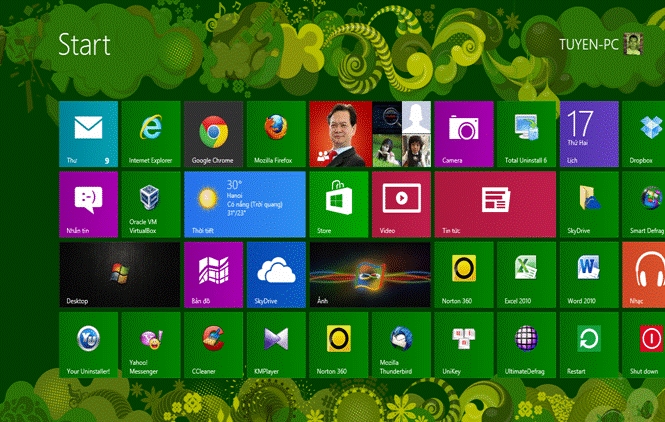 Start
TUYEN-PC
Thư 9
Internet Explorer
Google Chrome
Mozilla Firefox
Camera
Total Uninstall 6
17
Thứ Hai
Lịch
Dropbox
Nhắn tin
Oracle VM
VirtualBox
30°
Hanoi
Có nắng (Trời quang)
31°/23°
Thời tiết
Store
Video
Tin tức
SkyDrive
Smart Defrag
Desktop
Bản đồ
SkyDrive
Ảnh
Norton 360
Excel 2010
Word 2010
Nhạc
Your Uninstaller!
Yahoo!
Messenger
CCleaner
KMPlayer
Norton 360
Mozilla
Thunderbird
UniKey
UltimateDefrag
Restart
Shut down